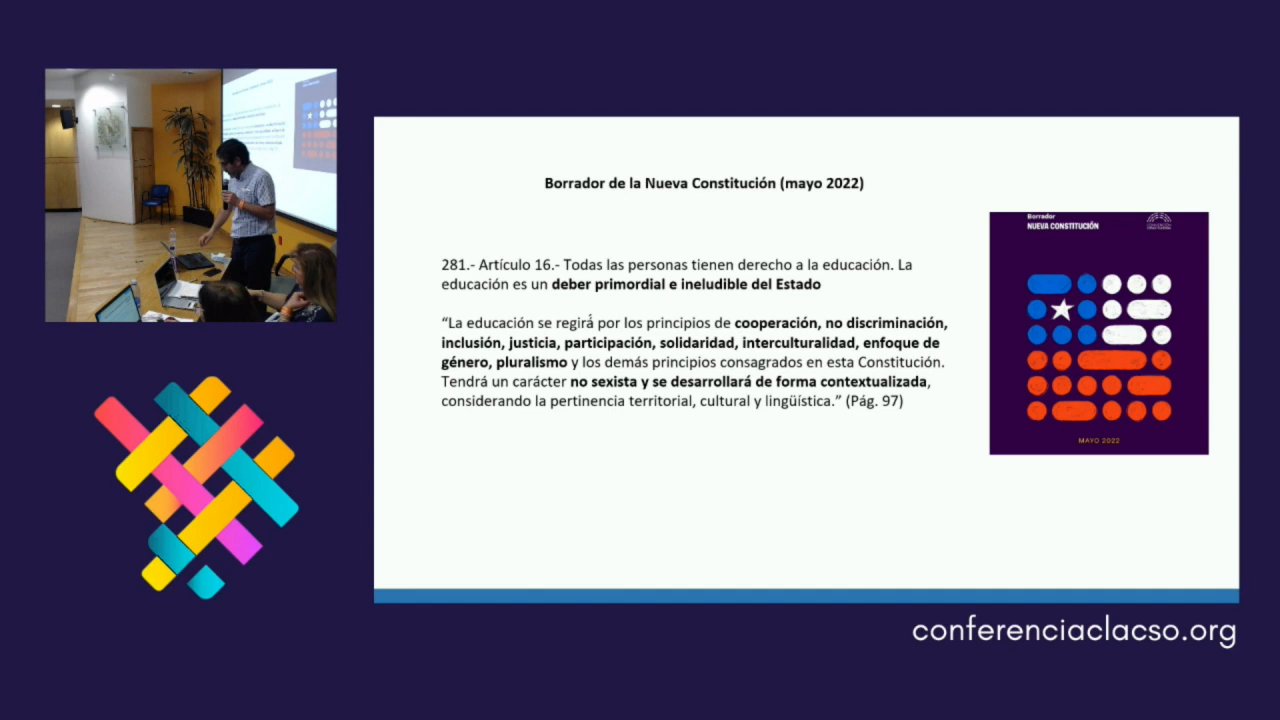 Borrador de la Nueva Constitución (mayo 2022)
281.- Artículo 16.- Todas las personas tienen derecho a la educación. La
educación es un deber primordial e ineludible del Estado
“La educación se regirá por los principios de cooperación, no discriminación,
inclusión, justicia, participación, solidaridad, interculturalidad, enfoque de
género, pluralismo y los demás principios consagrados en esta Constitución.
Tendrá un carácter no sexista y se desarrollará de forma contextualizada,
considerando la pertinencia territorial, cultural y lingüística.” (Pág. 97)
Borrador
NUEVA CONSTITUCIÓN
MAYO 2022
conferenciaclacso.org